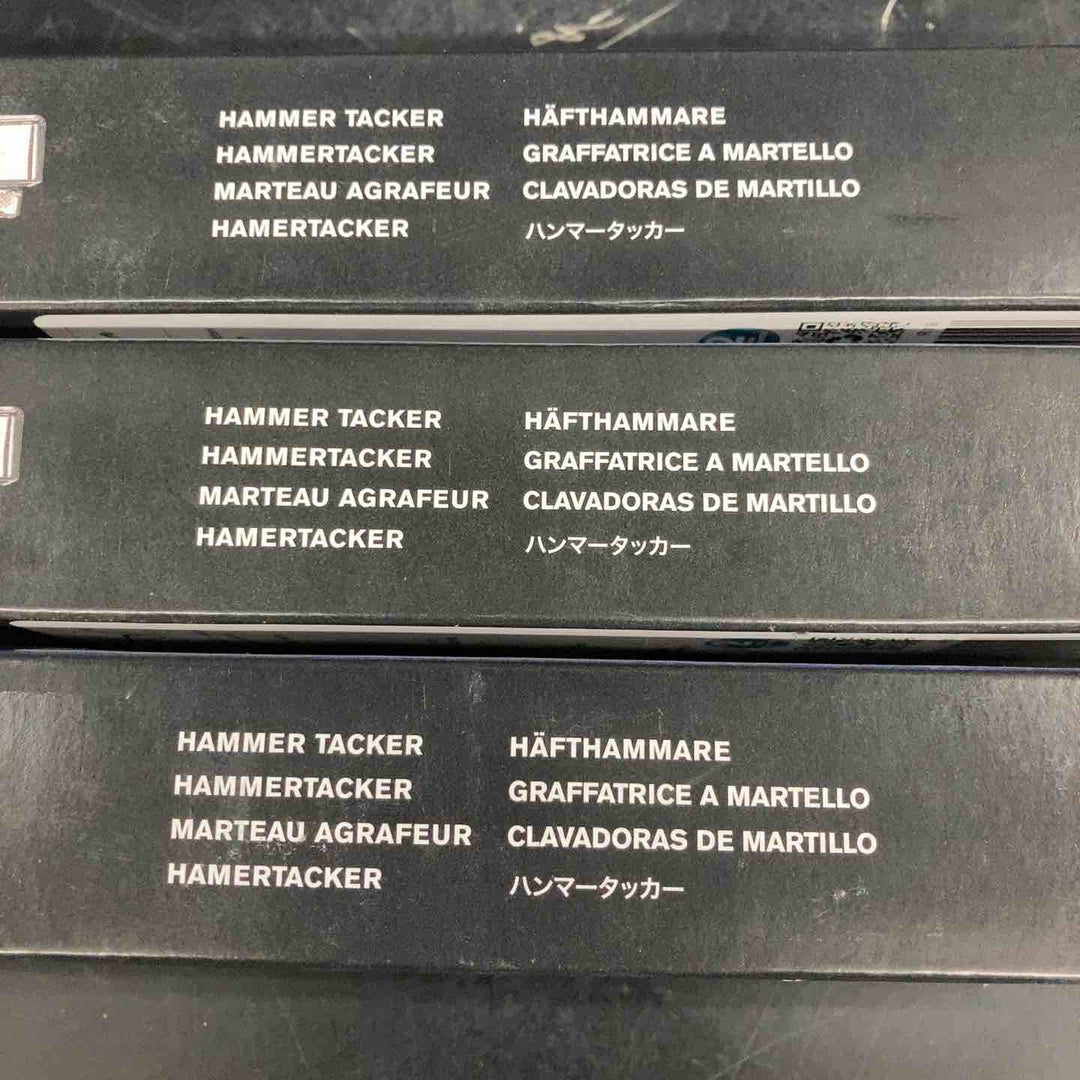 HAMMER TACKER
HAMMERTACKER
MARTEAU AGRAFEUR
HAMERTACKER
HÄFTHAMMARE
GRAFFATRICE A MARTELLO
CLAVADORAS DE MARTILLO
ハンマータッカー
HAMMER TACKER
HAMMERTACKER
MARTEAU AGRAFEUR
HAMERTACKER
HÄFTHAMMARE
GRAFFATRICE A MARTELLO
CLAVADORAS DE MARTILLO
ハンマータッカー
HAMMER TACKER
HAMMERTACKER
MARTEAU AGRAFEUR
HAMERTACKER
HÄFTHAMMARE
GRAFFATRICE A MARTELLO
CLAVADORAS DE MARTILLO
ハンマータッカー